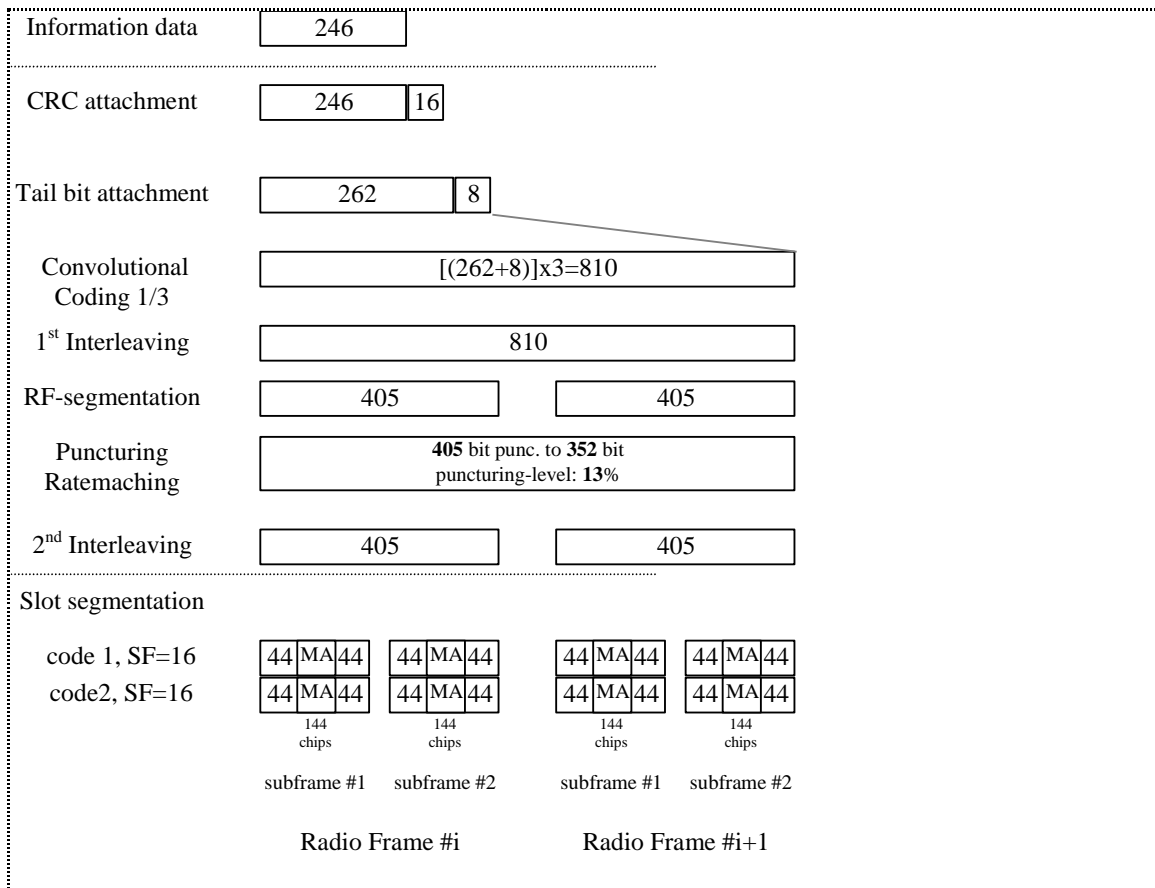 Information data 246
CRC attachment 246 16
Tail bit attachment 262 8
Convolutional
Coding 1/3
[(262+8)]x3=810
1st Interleaving 810
RF-segmentation 405 405
Puncturing
Ratemaching
405 bit punc. to 352 bit
puncturing-level: 13%
2nd Interleaving 405 405
Slot segmentation
code 1, SF=16 44 MA 44 44 MA 44 44 MA 44 44 MA 44
code2, SF=16 44 MA 44 44 MA 44 44 MA 44 44 MA 44
144 144 144 144
chips chips chips chips
subframe #1 subframe #2 subframe #1 subframe #2
Radio Frame #i Radio Frame #i+1